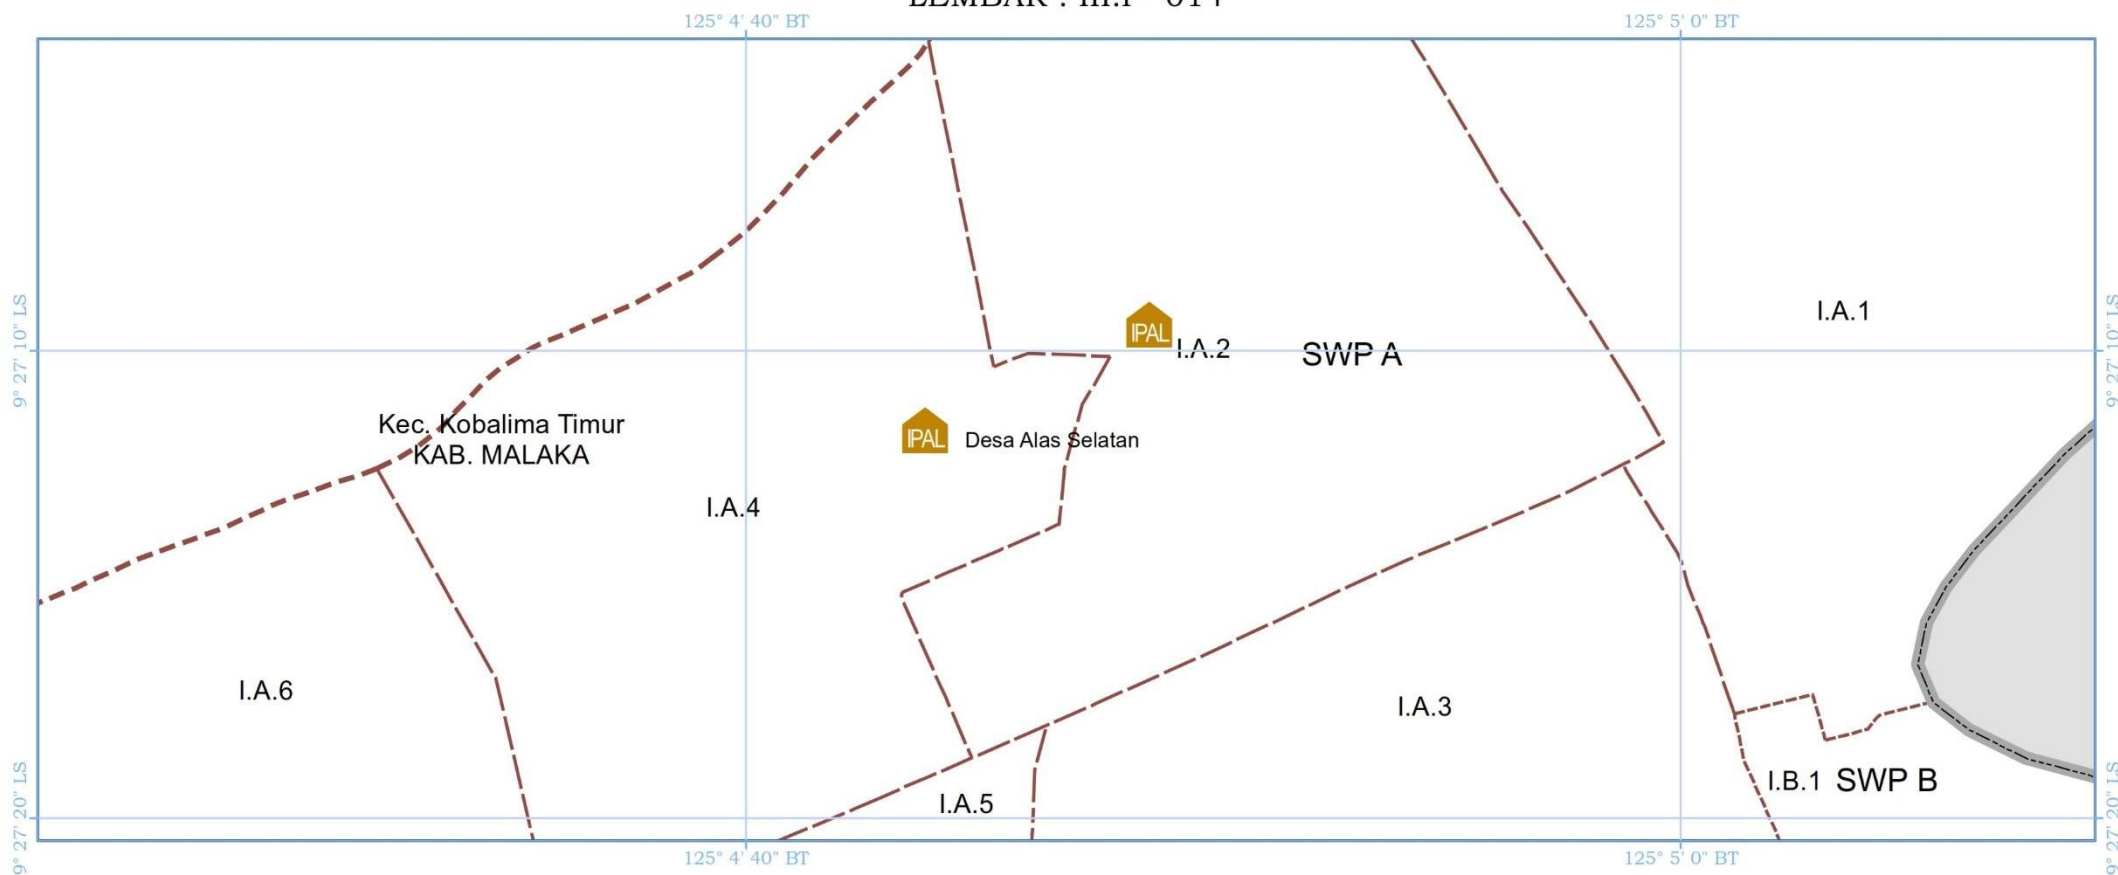 125° 4' 40" BT
125° 5' 0" BT
9° 27' 10" LS
9° 27' 10" LS
I.A.1
IPAL
I.A.2
SWP A
Kec. Kobalima Timur
KAB. MALAKA
IPAL
Desa Alas Selatan
I.A.4
I.A.6
I.A.3
I.B.1 SWP B
I.A.5
9° 27' 20" LS
9° 27' 20" LS
125° 4' 40" BT
125° 5' 0" BT